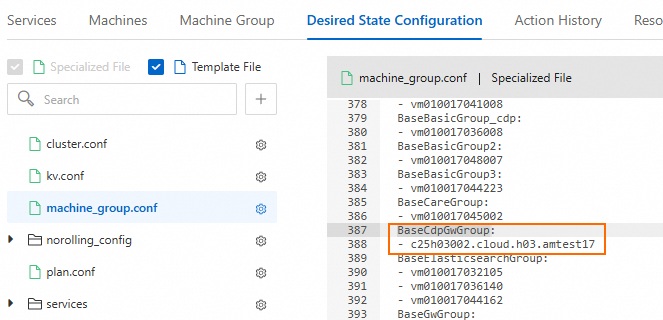 Services Machines Machine Group Desired State Configuration Action History Reso
Specialized File Template File
Search
cluster.conf
kv.conf
machine_group.conf
norolling_config
plan.conf
services
machine_group.conf | Specialized File
378 - vm010017041008
379 BaseBasicGroup_cdp:
380 - vm010017036008
381 BaseBasicGroup2:
382 - vm010017048007
383 BaseBasicGroup3:
384 - vm010017044223
385 BaseCareGroup:
386 - vm010017045002
387 BaseCdpGwGroup:
388 - c25h03002.cloud.h03.amtest17
389 BaseElasticsearchGroup:
390 - vm010017032105
391 - vm010017036140
392 - vm010017044162
393 BaseGwGroup: